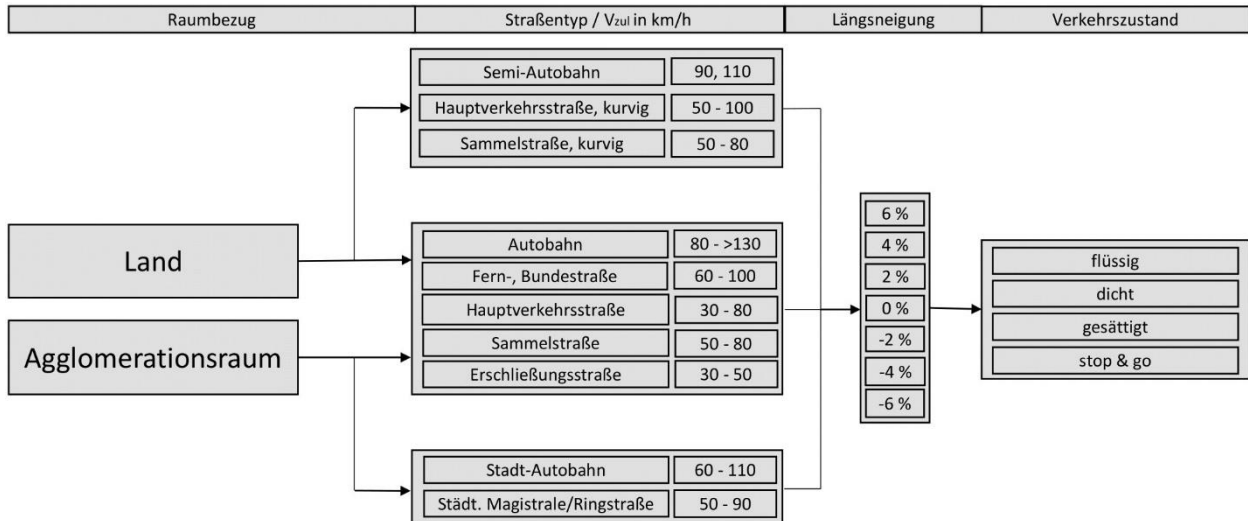 Raumbezug
Straßentyp / Vzul in km/h
Längsneigung
Verkehrszustand
Semi-Autobahn 90, 110
Hauptverkehrsstraße, kurvig 50 - 100
Sammelstraße, kurvig 50 - 80
Land
Agglomerationsraum
Autobahn 80 - >130
Fern-, Bundestraße 60 - 100
Hauptverkehrsstraße 30 - 80
Sammelstraße 50 - 80
Erschließungsstraße 30 - 50
Stadt-Autobahn 60 - 110
Städt. Magistrale/Ringstraße 50 - 90
6 %
4 %
2 %
0 %
-2 %
-4 %
-6 %
flüssig
dicht
gesättigt
stop & go